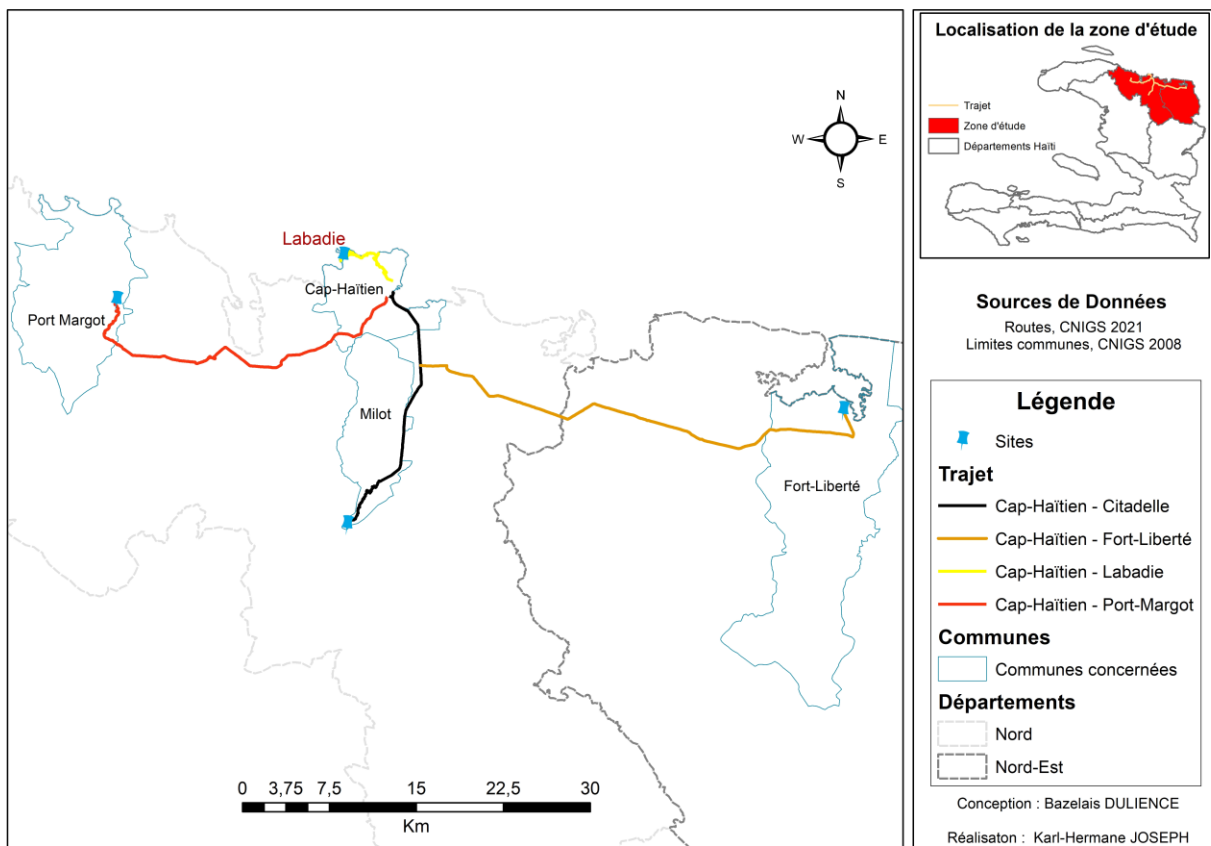 N
W
E
S
Labadie
Cap-Haïtien
Port Margot
Milot
Fort-Liberté
0 3,75 7,5 15 22,5 30
Km
Localisation de la zone d'étude
Trajet
Zone d'étude
Départements Haïti
Sources de Données
Routes, CNIGS 2021
Limites communes, CNIGS 2008
Légende
Sites
Trajet
Cap-Haïtien - Citadelle
Cap-Haïtien - Fort-Liberté
Cap-Haïtien - Labadie
Cap-Haïtien - Port-Margot
Communes
Communes concernées
Départements
Nord
Nord-Est
Conception : Bazelais DULIENCE
Réalisaton : Karl-Hermane JOSEPH